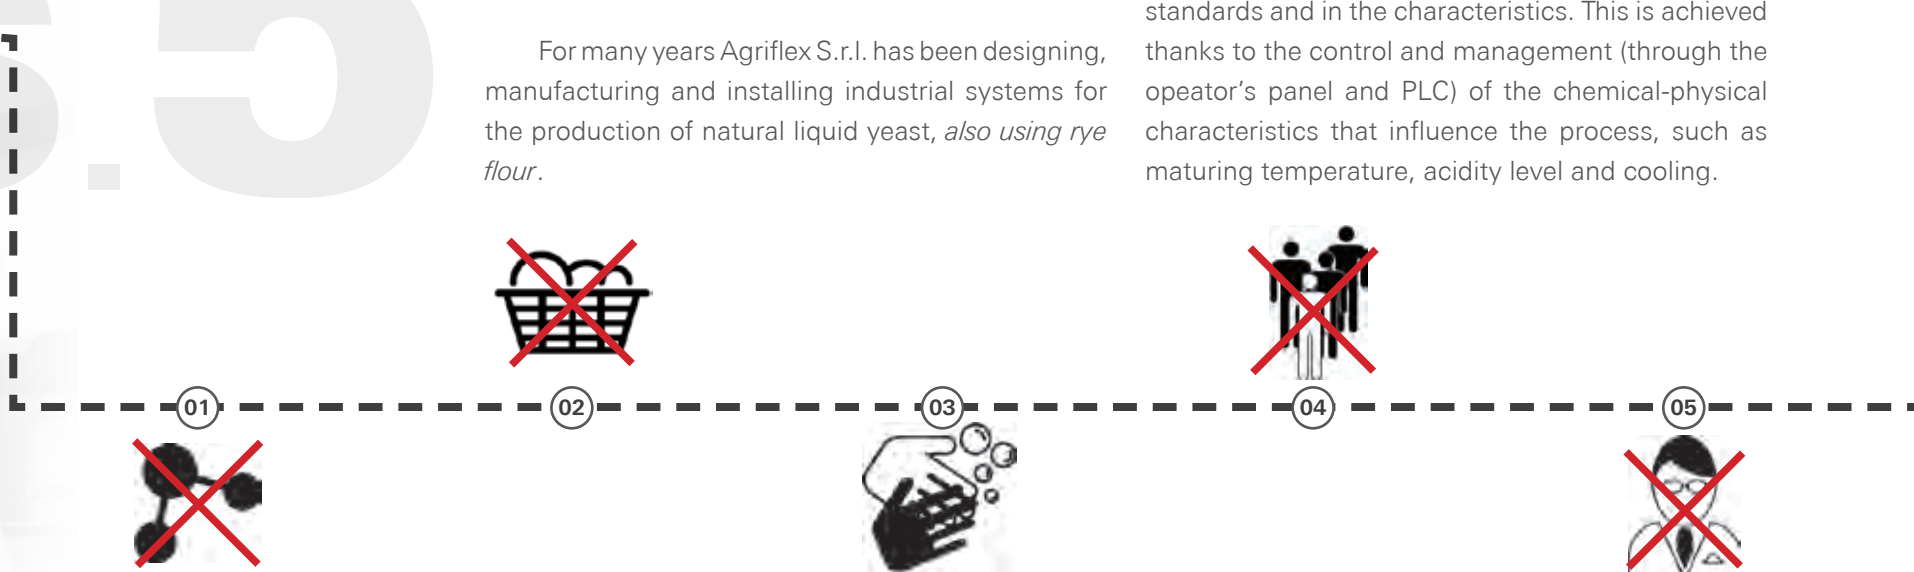 S.5
For many years Agriflex S.r.l. has been designing,
manufacturing and installing industrial systems for
the production of natural liquid yeast, also using rye
flour.
standards and in the characteristics. This is achieved
thanks to the control and management (through the
opeator's panel and PLC) of the chemical-physical
characteristics that influence the process, such as
maturing temperature, acidity level and cooling.
01
02
03
04
05